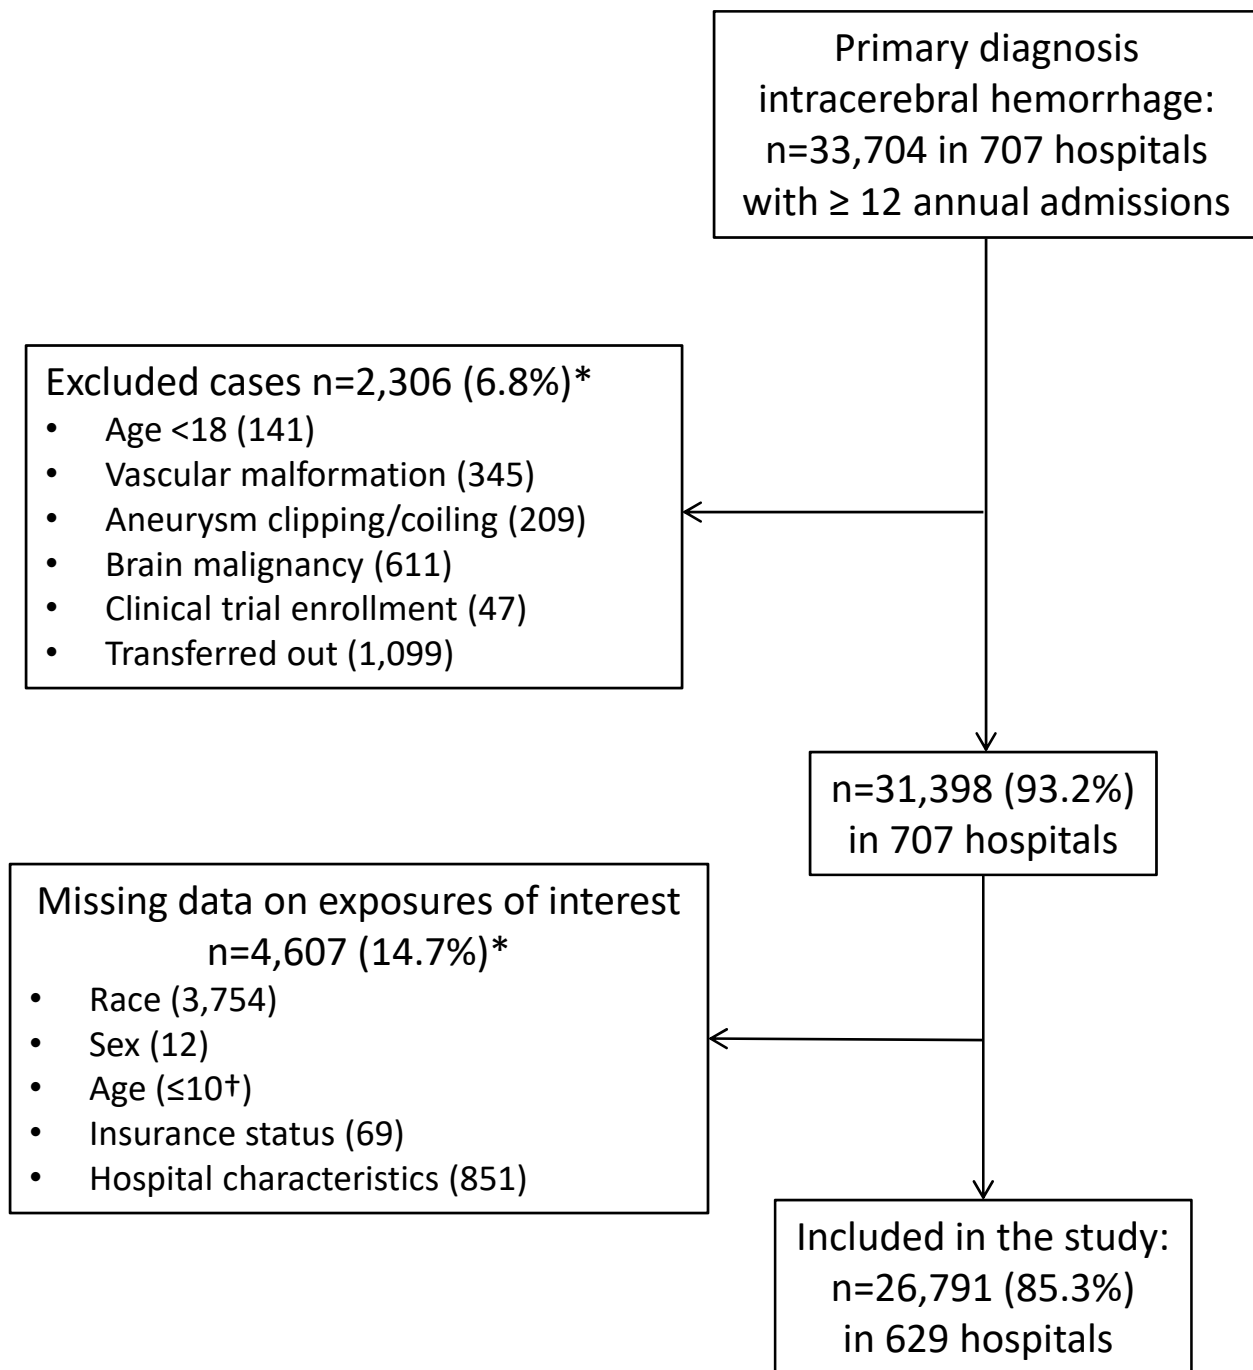 Primary diagnosis
intracerebral hemorrhage:
n=33,704 in 707 hospitals
with ≥ 12 annual admissions
Excluded cases n=2,306 (6.8%)*
• Age <18 (141)
• Vascular malformation (345)
• Aneurysm clipping/coiling (209)
• Brain malignancy (611)
• Clinical trial enrollment (47)
• Transferred out (1,099)
n=31,398 (93.2%)
in 707 hospitals
Missing data on exposures of interest
n=4,607 (14.7%)*
• Race (3,754)
• Sex (12)
• Age (≤10†)
• Insurance status (69)
• Hospital characteristics (851)
Included in the study:
n=26,791 (85.3%)
in 629 hospitals